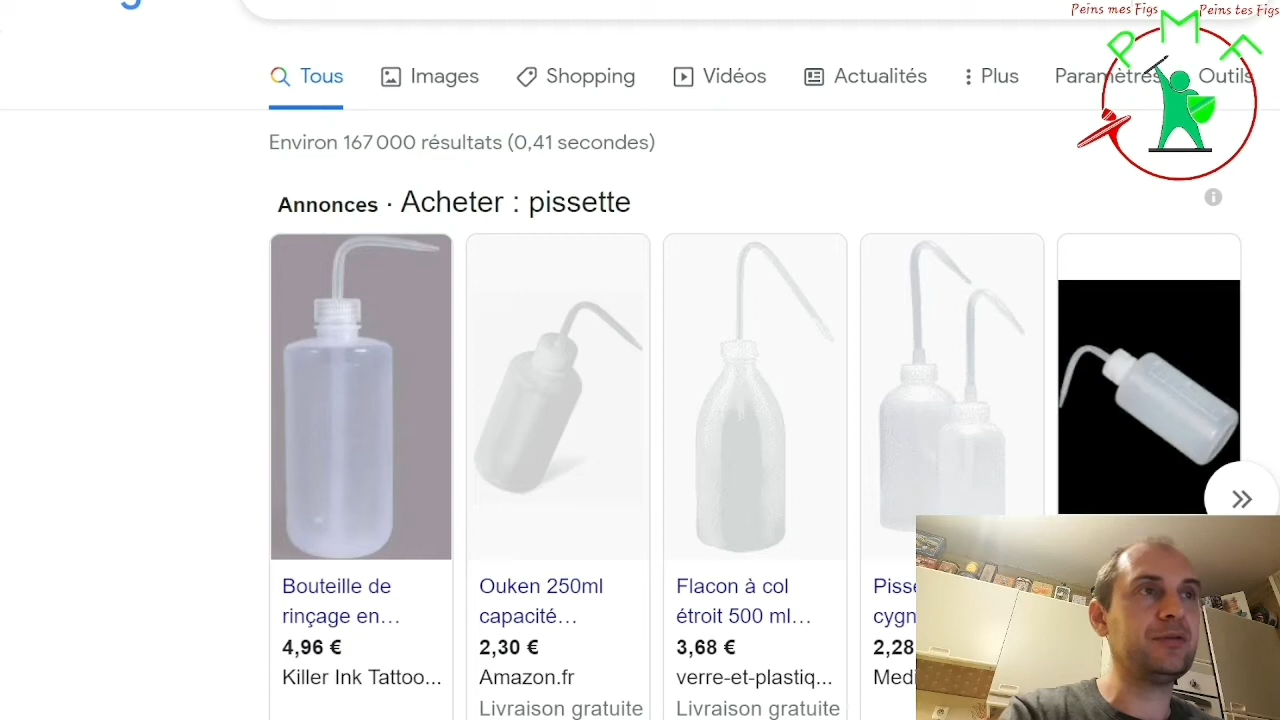 Peins mes Figs
Peins tes Figs
PMF
Tous
Images
Shopping
Vidéos
Actualités
Plus
Paramètres
Outils
Environ 167 000 résultats (0,41 secondes)
Annonces · Acheter : pissette
Bouteille de
rinçage en…
4,96 €
Killer Ink Tattoo...
Ouken 250ml
capacité…
2,30 €
Amazon.fr
Livraison gratuite
Flacon à col
étroit 500 ml…
3,68 €
verre-et-plastiq...
Livraison gratuite
Pisse
cygn
2,28
Medi